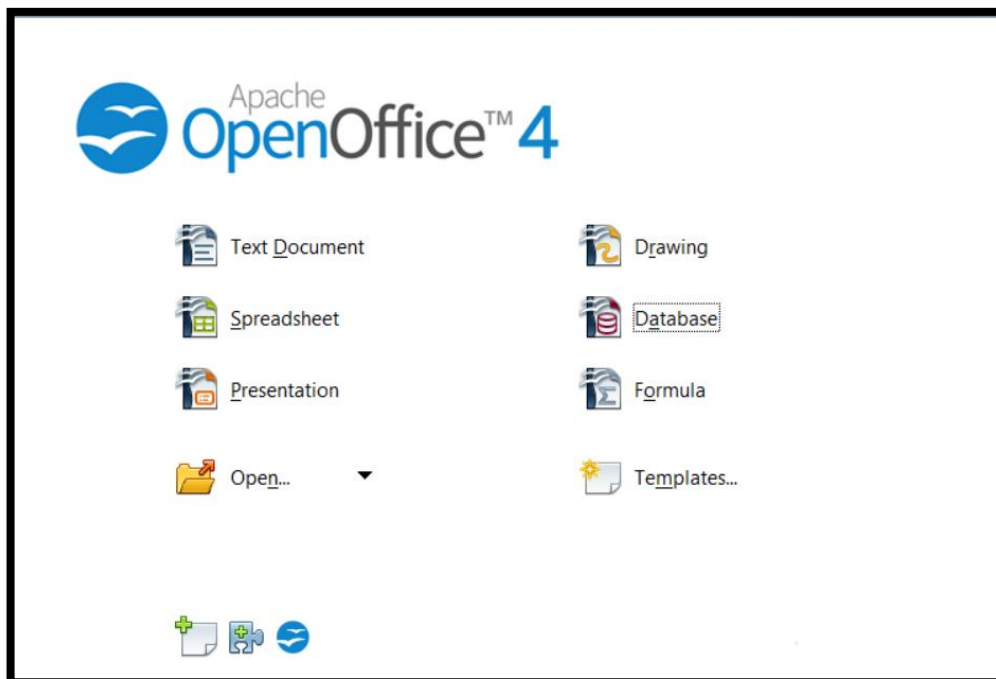 Apache
OpenOffice™ 4
Text Document
Drawing
Spreadsheet
Database
Presentation
Formula
Open...
Templates...